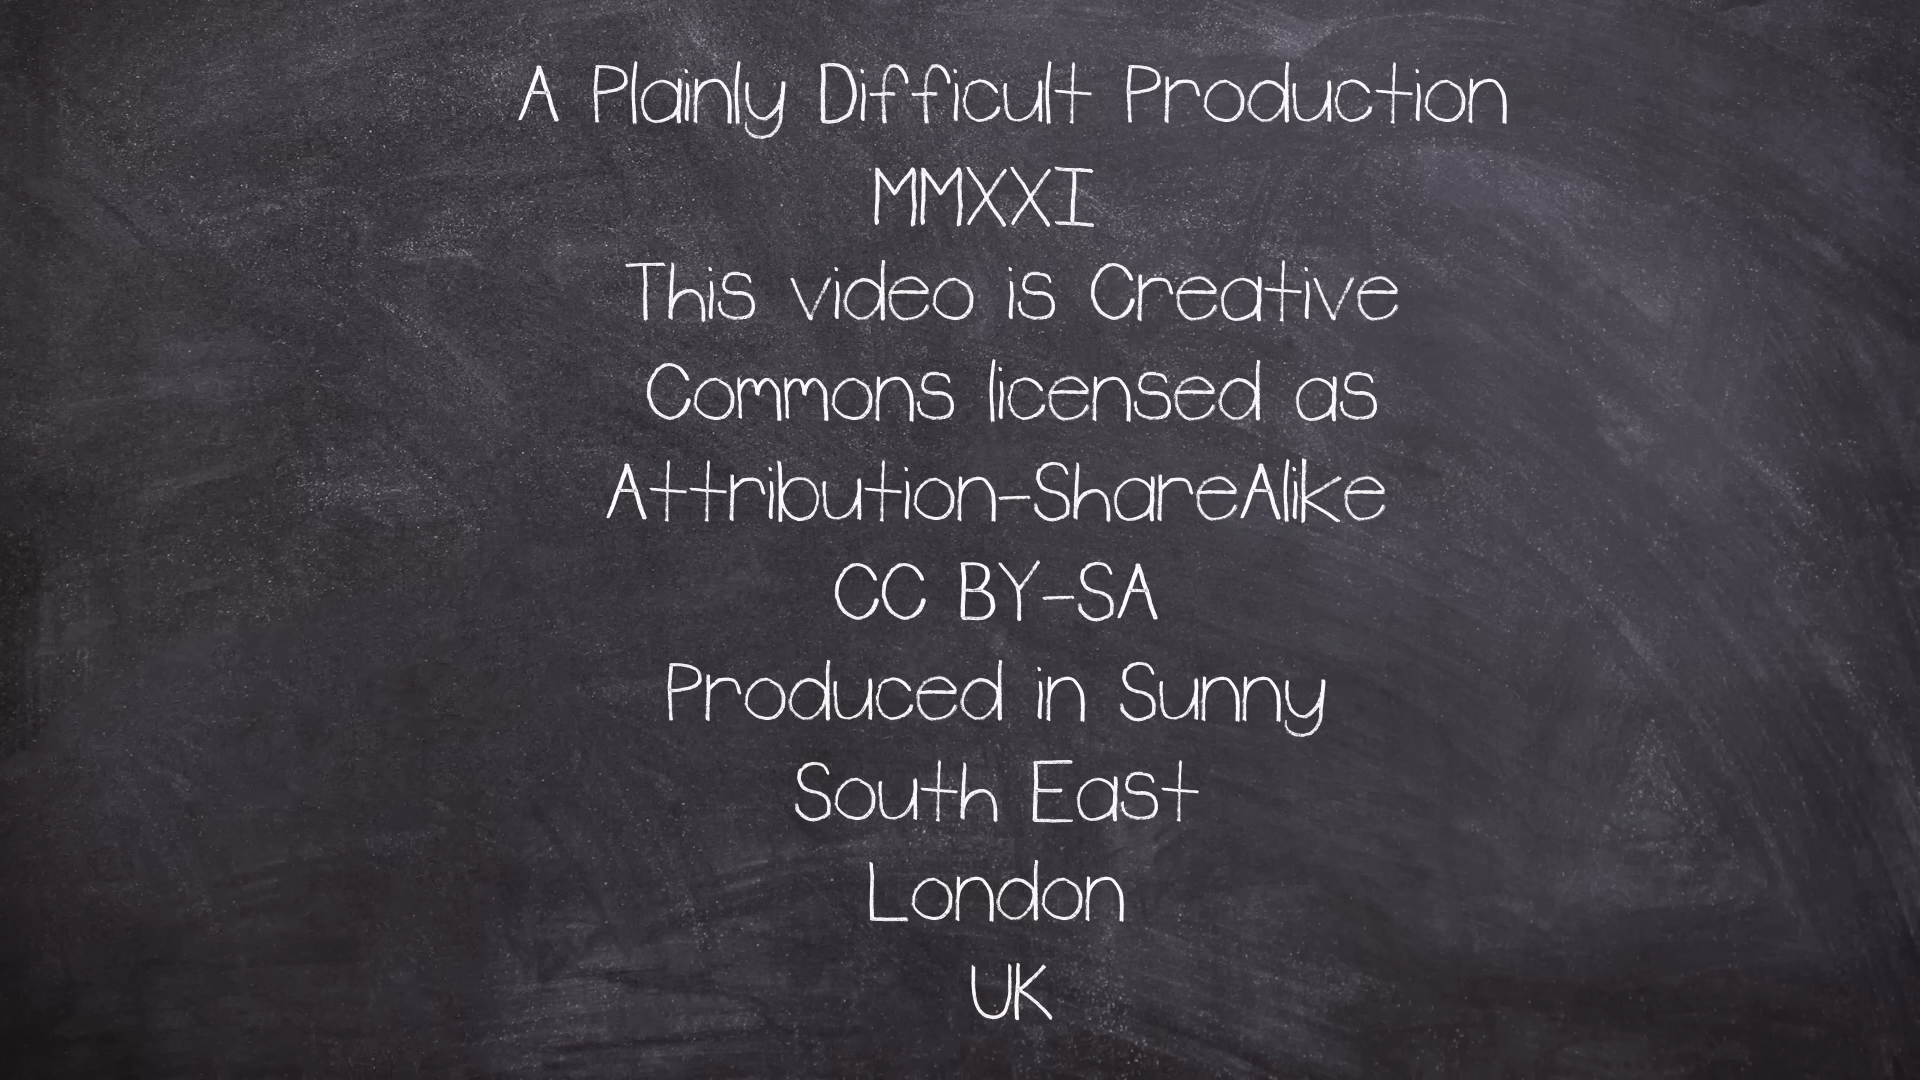 A Plainly Difficult Production
MMXXI
This video is Creative
Commons licensed as
Attribution-ShareAlike
CC BY-SA
Produced in Sunny
South East
London
UK